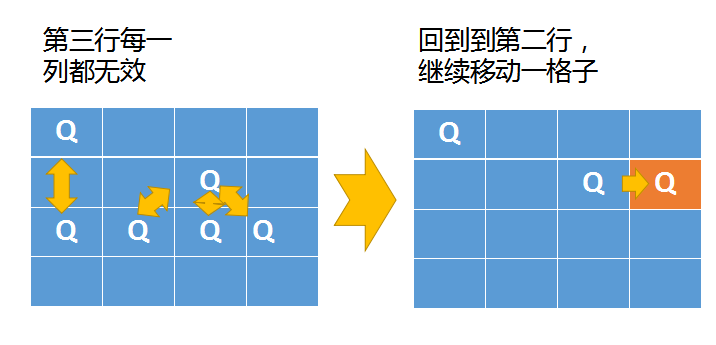 第三行每一
列都无效
Q
Q
Q Q Q Q
回到到第二行，
继续移动一格子
Q
Q Q